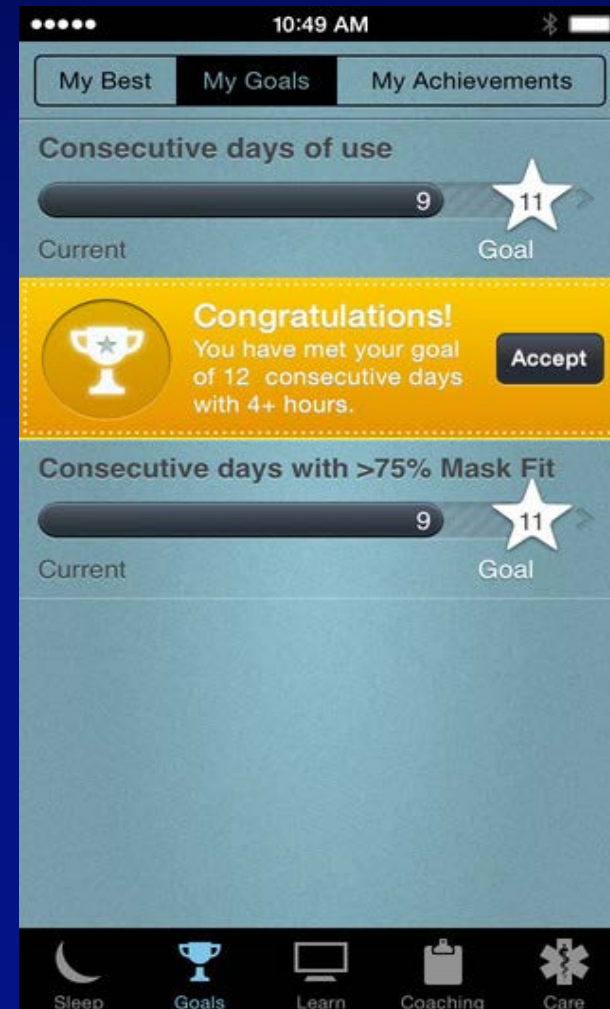 10:49 AM
My Best My Goals My Achievements
Consecutive days of use
9 11
Current Goal
Congratulations!
You have met your goal
of 12 consecutive days
with 4+ hours.
Accept
Consecutive days with >75% Mask Fit
9 11
Current Goal
Sleep Goals Learn Coaching Care